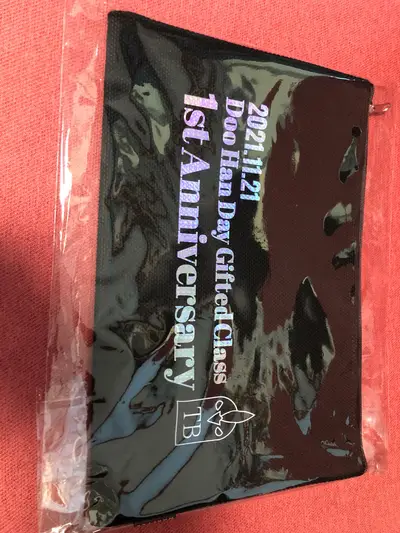 2021.11.21
Doo Han Day Gifted Class
1st Anniversary
TB